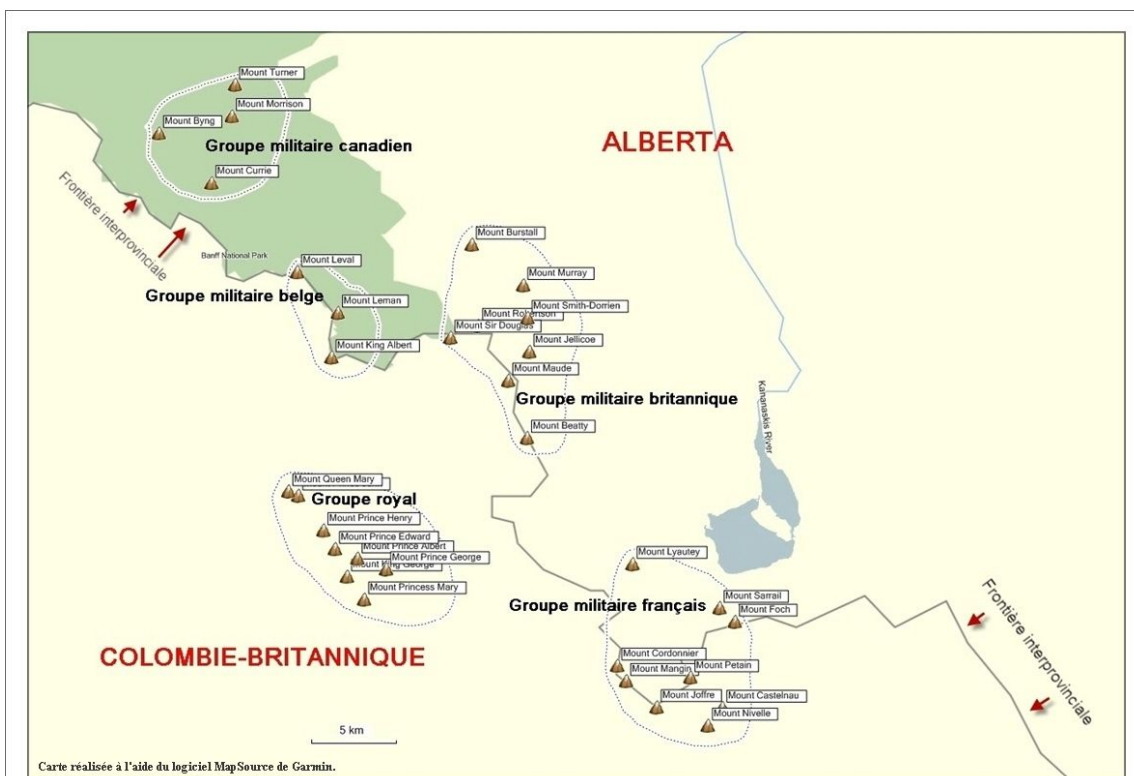 Mount Turner
Mount Morrison
Mount Byng
Groupe militaire canadien
ALBERTA
Mount Currie
Frontière interprovinciale
Banff National Park
Mount Burstall
Mount Leval
Mount Murray
Groupe militaire belge
Mount Leman
Mount Smith-Dorrien
Mount Robertson
Mount Sir Douglas
Mount King Albert
Mount Jellicoe
Mount Maude
Groupe militaire britannique
Kananaskis River
Mount Beatty
Mount Queen Mary
Groupe royal
Mount Prince Henry
Mount Prince Edward
Mount Prince Albert
Mount Prince George
Mount King George
Mount Princess Mary
Mount Lyautey
Groupe militaire français
Mount Sarrail
Mount Foch
Frontière interprovinciale
COLOMBIE-BRITANNIQUE
Mount Cordonnier
Mount Petain
Mount Mangin
Mount Joffre
Mount Castelnau
Mount Nivelle
5 km
Carte réalisée à l'aide du logiciel MapSource de Garmin.